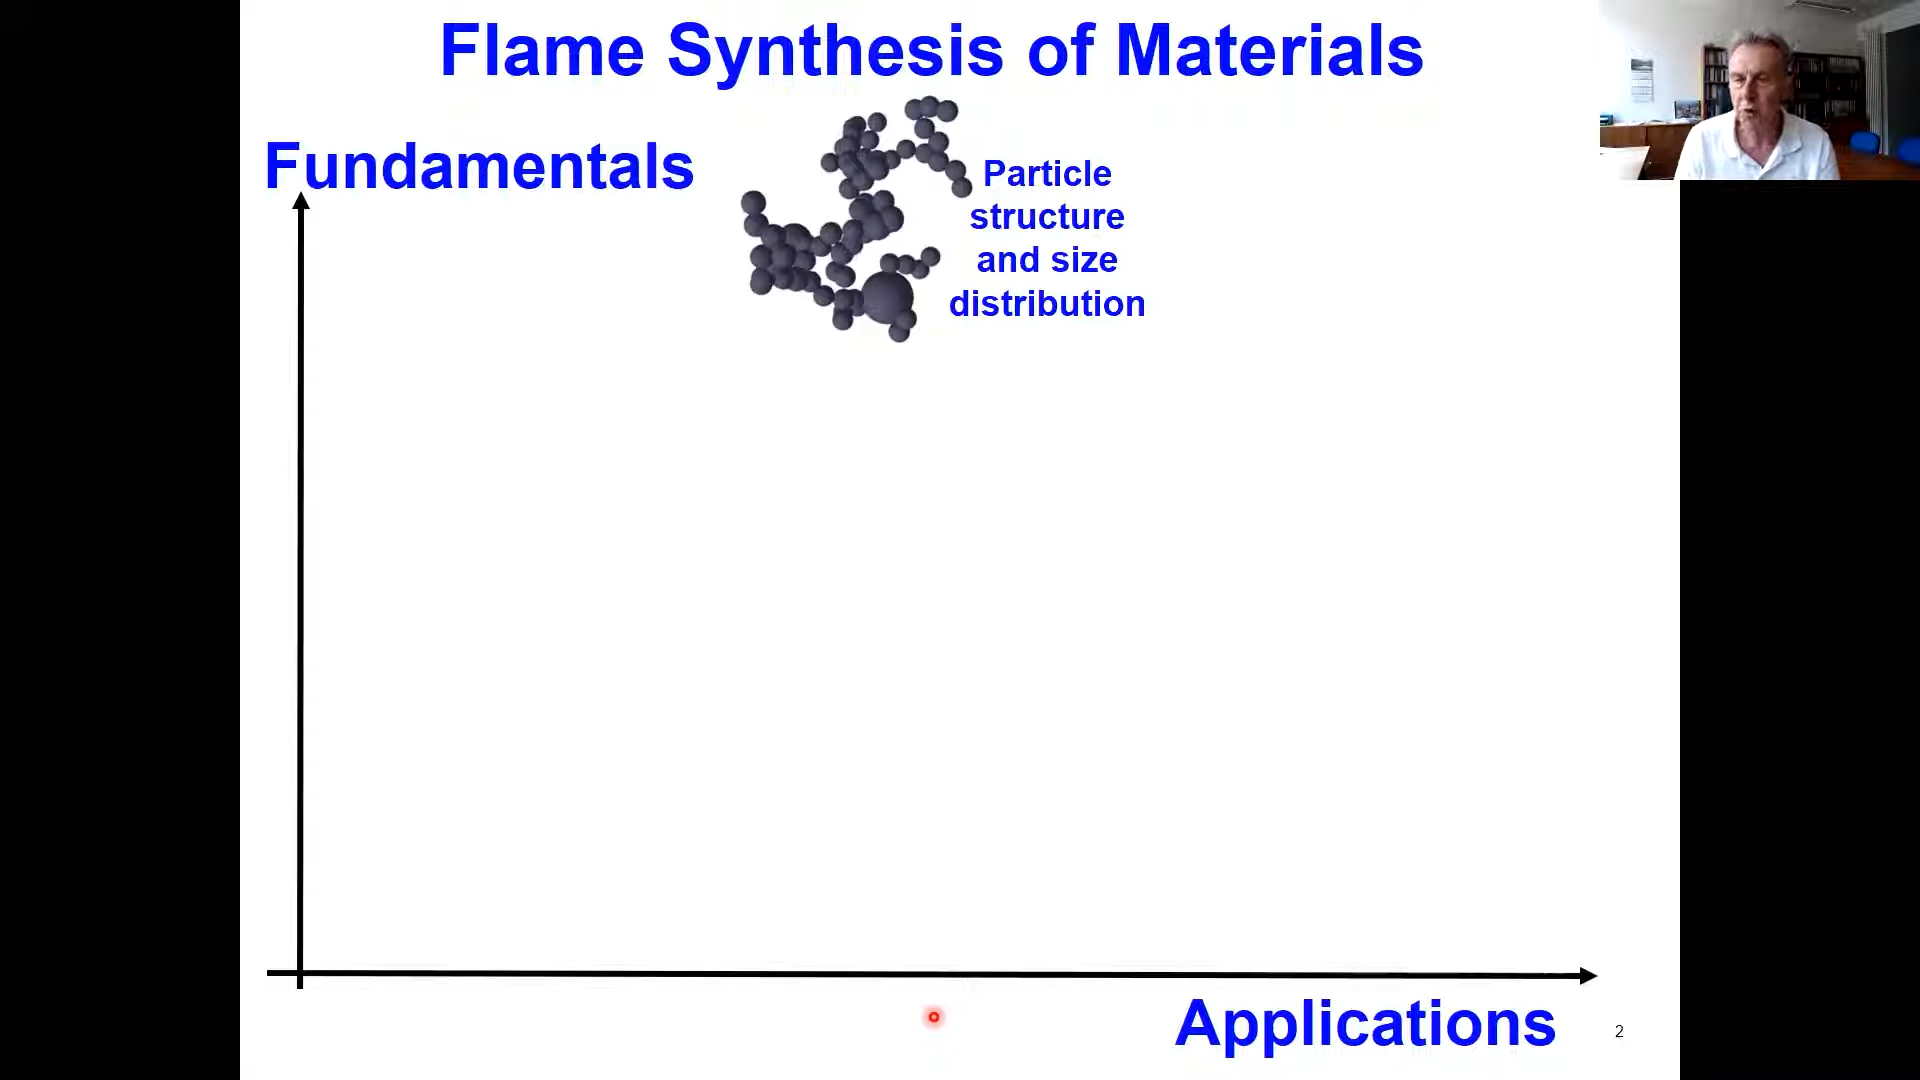 Flame Synthesis of Materials
Fundamentals
Particle
structure
and size
distribution
Applications
2